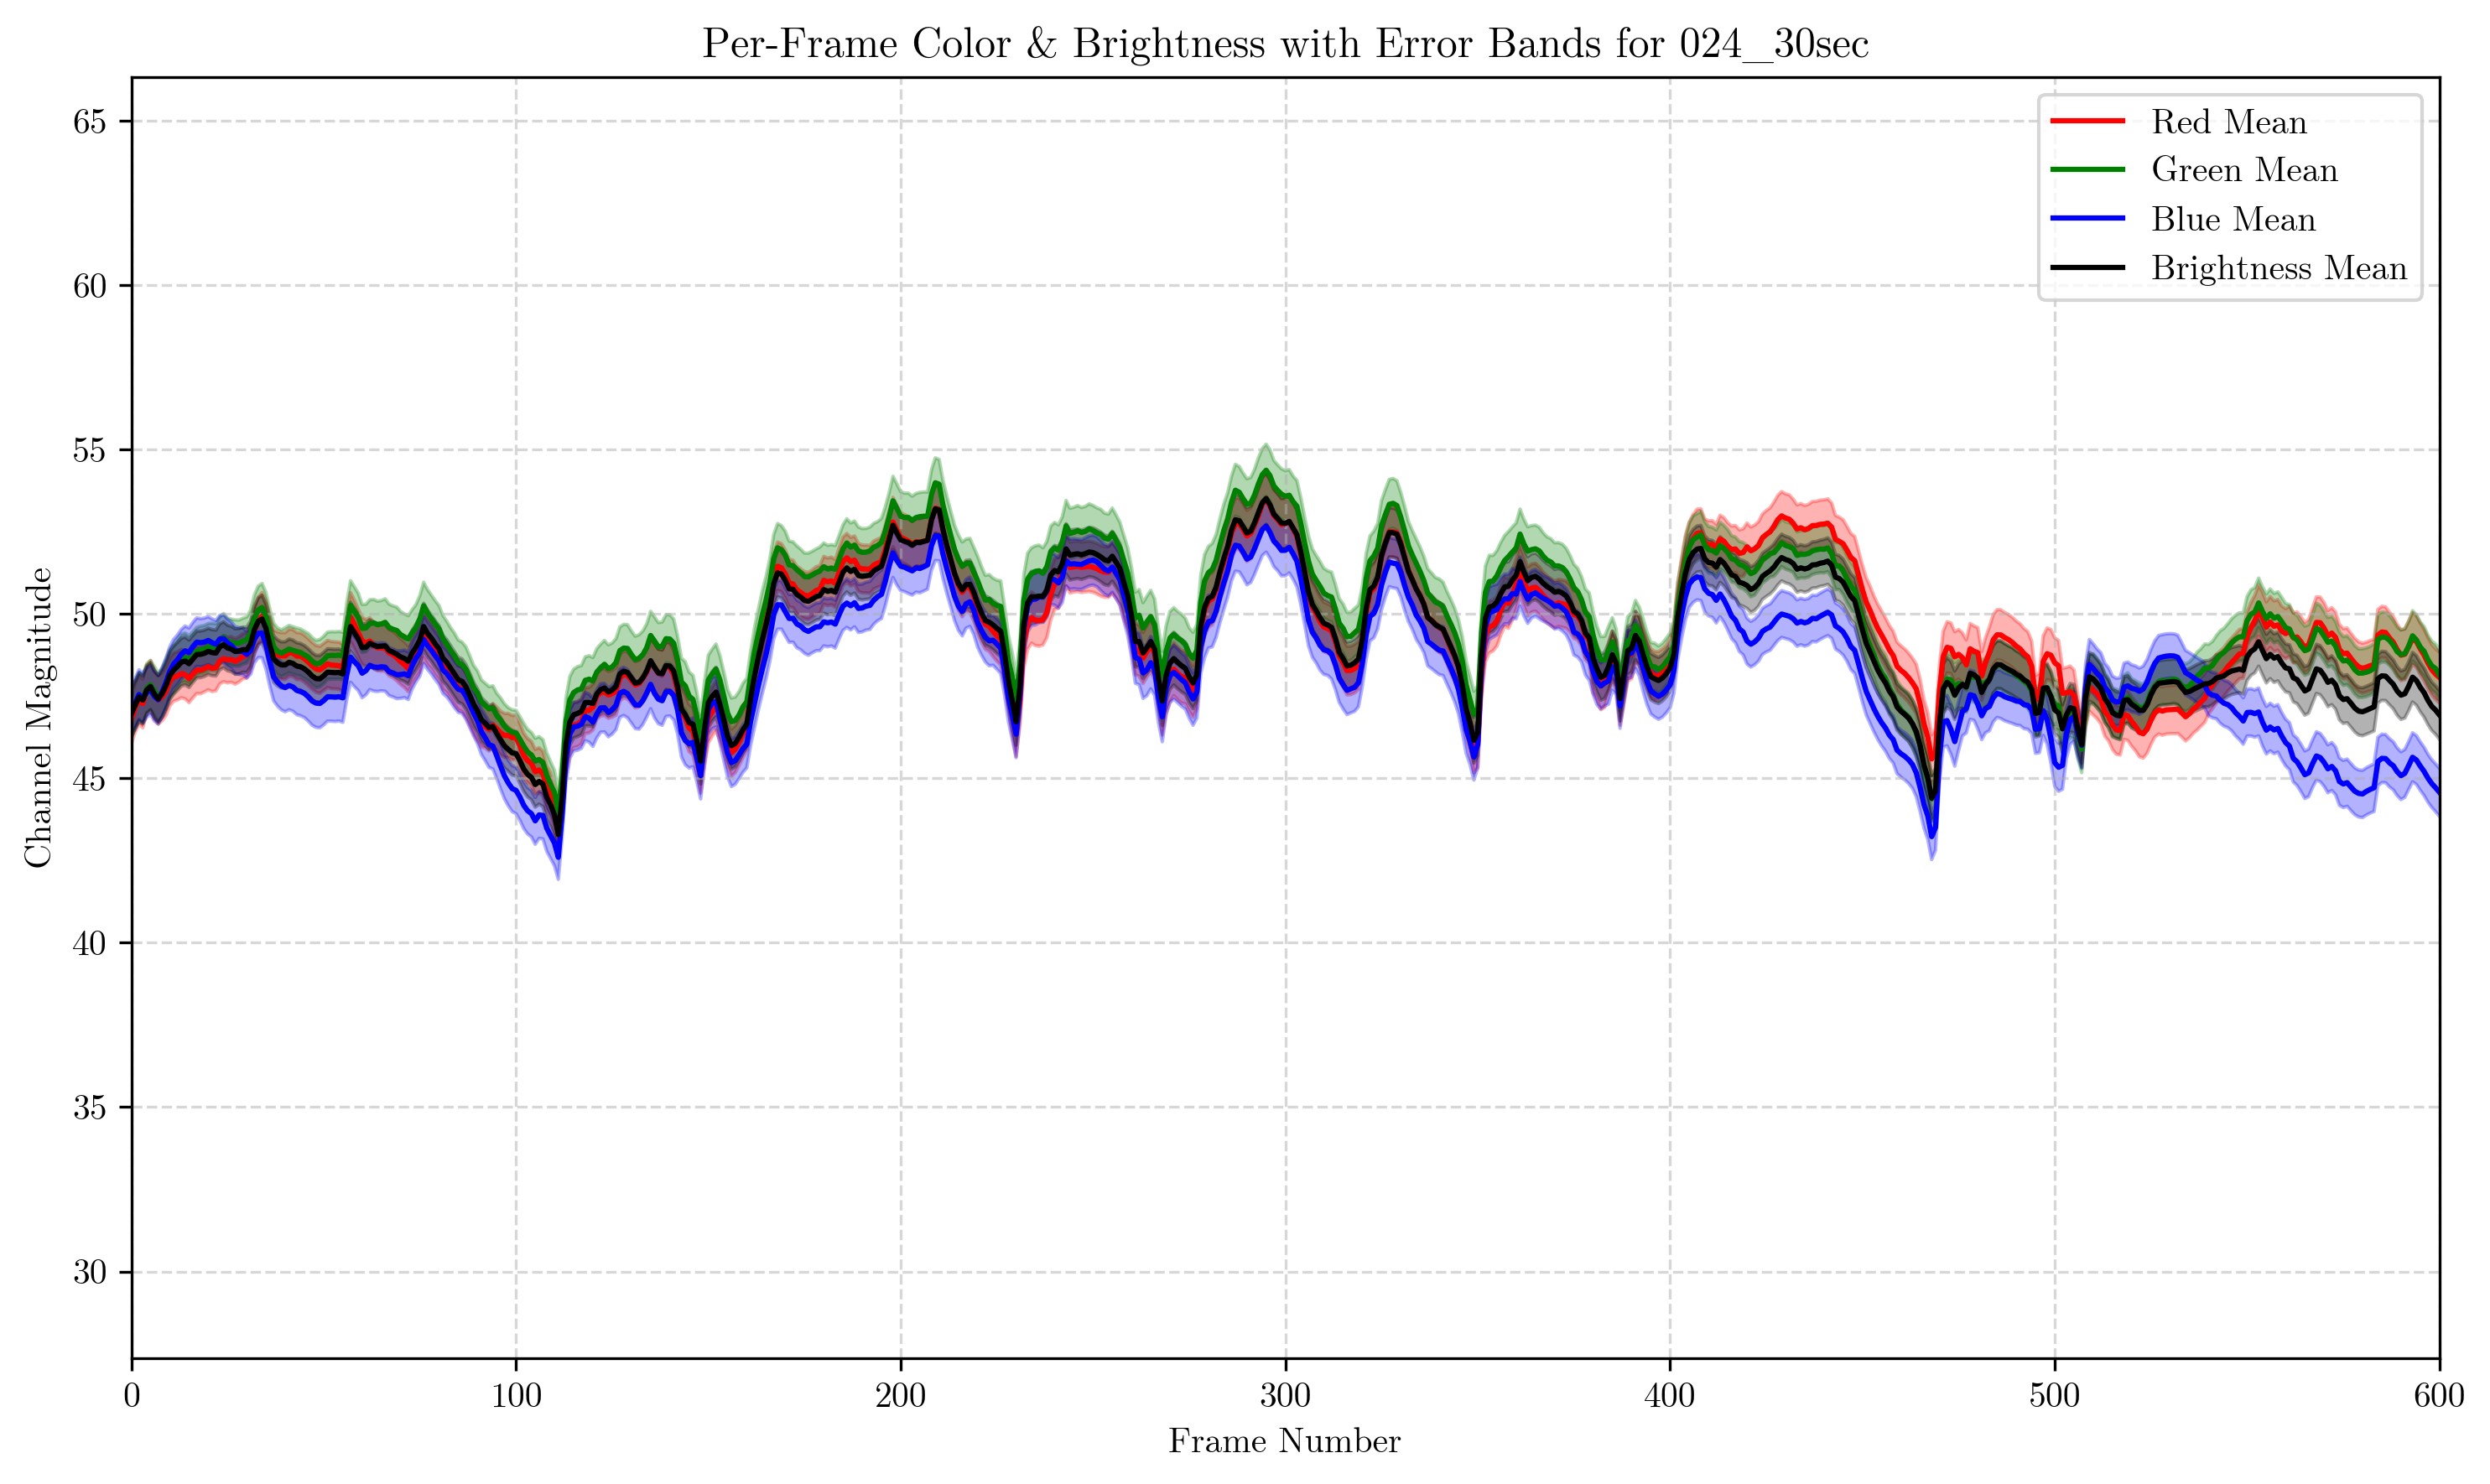 Per-Frame Color & Brightness with Error Bands for 024_30sec
Red Mean
Green Mean
Blue Mean
Brightness Mean
Channel Magnitude
65
60
55
50
45
40
35
30
0 100 200 300 400 500 600
Frame Number